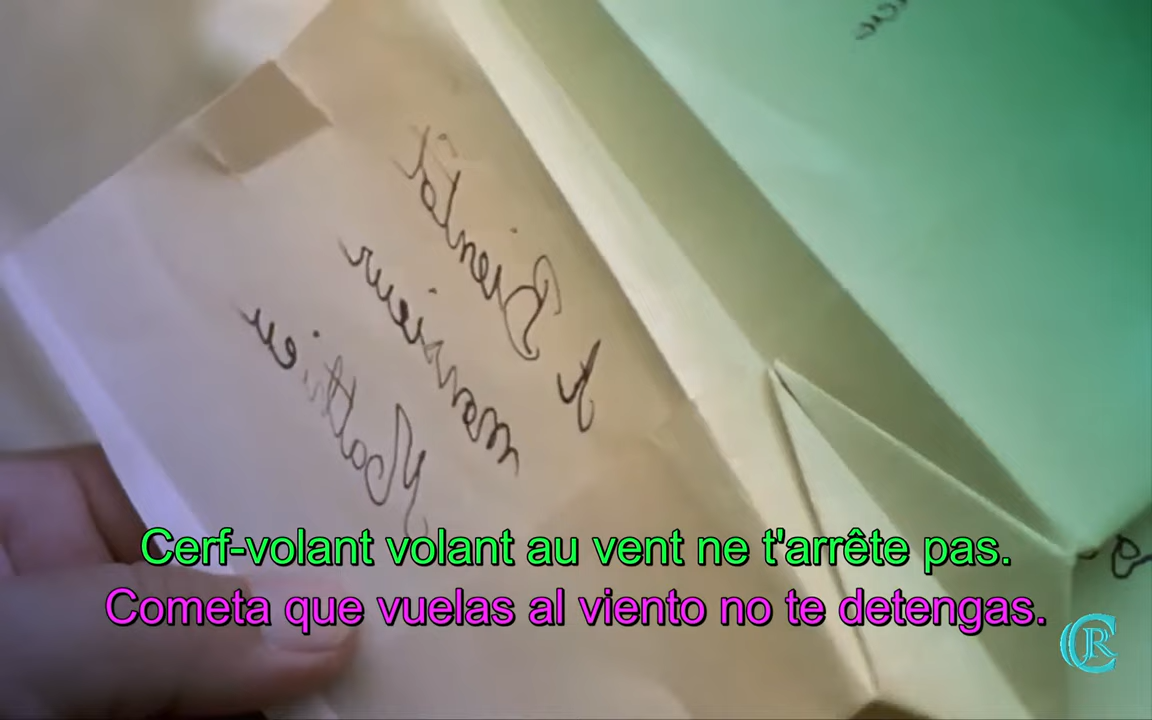 A Bientôt
monsieur
Mathieu
Cerf-volant volant au vent ne t'arrête pas.
Cometa que vuelas al viento no te detengas.
CJR